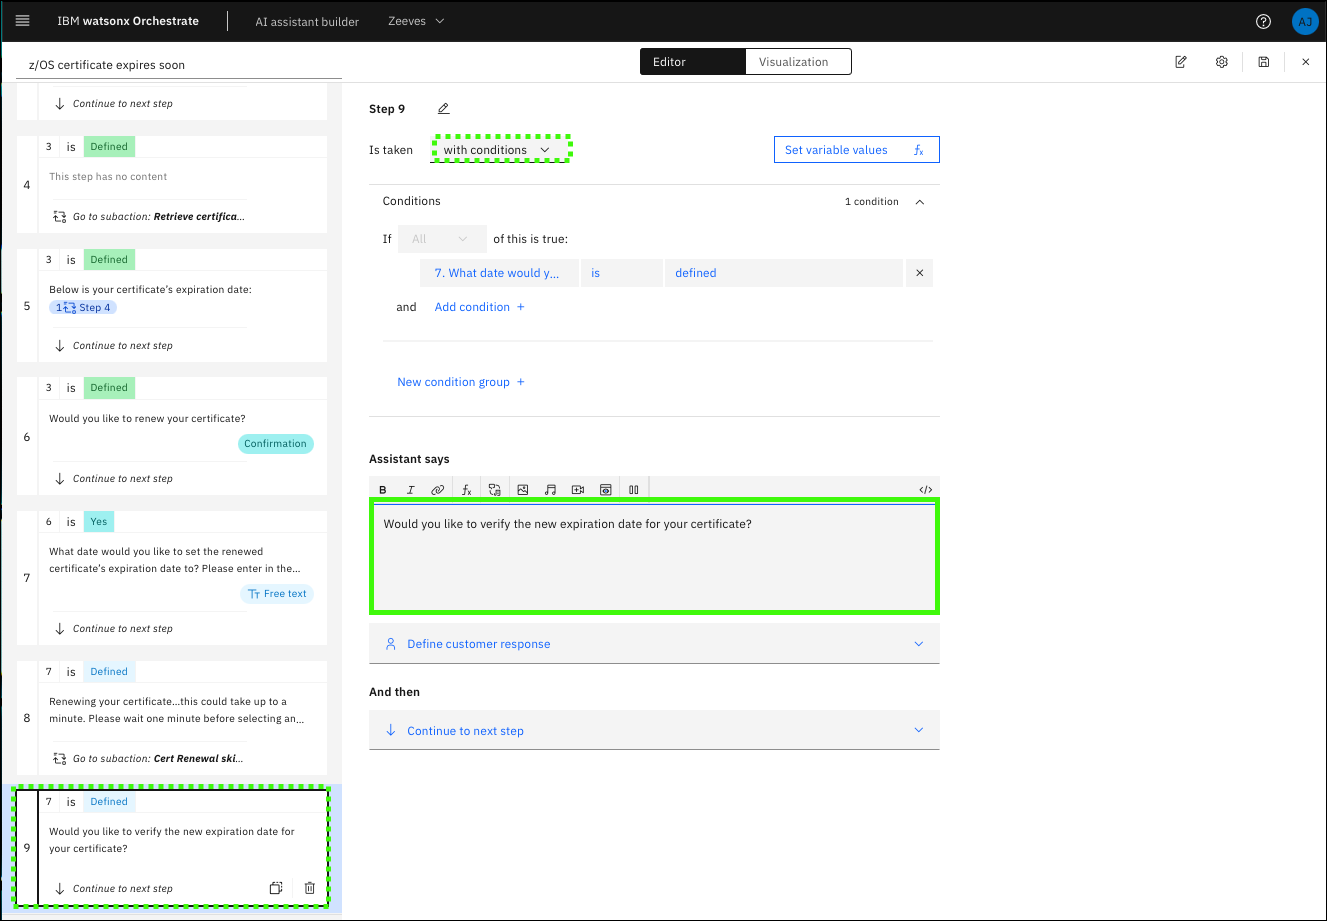 IBM watsonx Orchestrate
AI assistant builder
Zeeves
AJ
z/OS certificate expires soon
Editor
Visualization
Continue to next step
4
3 is Defined
This step has no content
Go to subaction: Retrieve certifica...
5
3 is Defined
Below is your certificate's expiration date:
1 Step 4
Continue to next step
6
3 is Defined
Would you like to renew your certificate?
Confirmation
Continue to next step
7
6 is Yes
What date would you like to set the renewed
certificate's expiration date to? Please enter in the...
Free text
Continue to next step
8
7 is Defined
Renewing your certificate...this could take up to a
minute. Please wait one minute before selecting an...
Go to subaction: Cert Renewal ski...
9
7 is Defined
Would you like to verify the new expiration date for
your certificate?
Continue to next step
Step 9
Is taken with conditions
Set variable values fx
Conditions
1 condition
If All of this is true:
7. What date would y... is defined
and Add condition +
New condition group +
Assistant says
B I fx </>
Would you like to verify the new expiration date for your certificate?
Define customer response
And then
Continue to next step